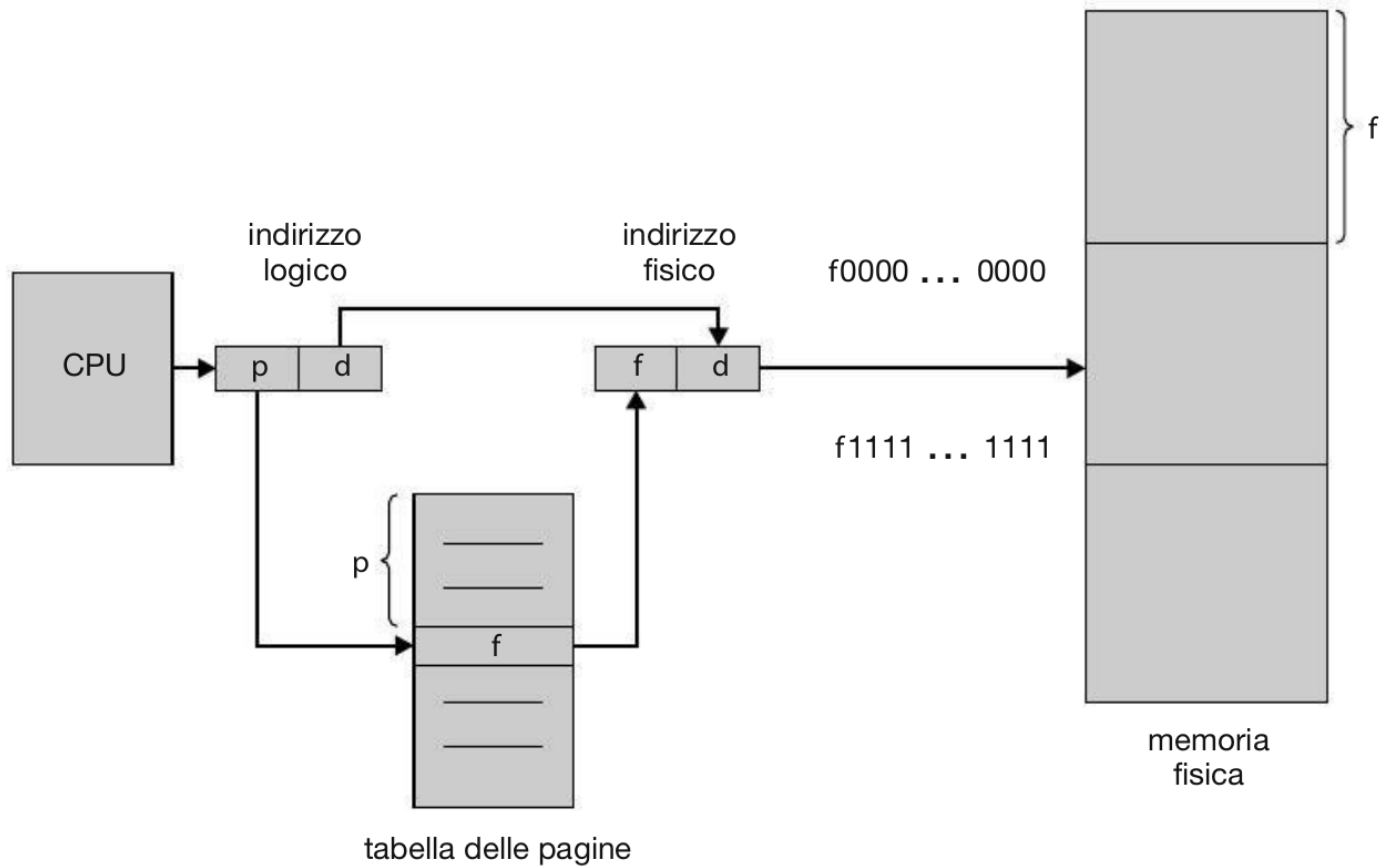 f
indirizzo
logico
indirizzo
fisico
f0000 ... 0000
CPU
p
d
f
d
f1111 ... 1111
p
f
memoria
fisica
tabella delle pagine